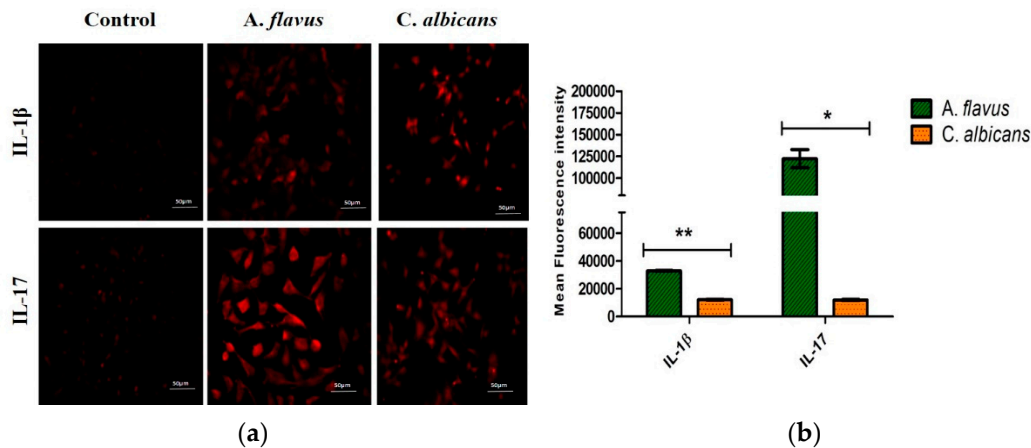 Control A. flavus C. albicans
IL-1β
50µm 50µm 50µm
IL-17
50µm 50µm 50µm
(a)
Mean Fluorescence intensity
200000
175000
150000
125000
100000
60000
40000
20000
0
** *
IL-1β IL-17
A. flavus
C. albicans
(b)